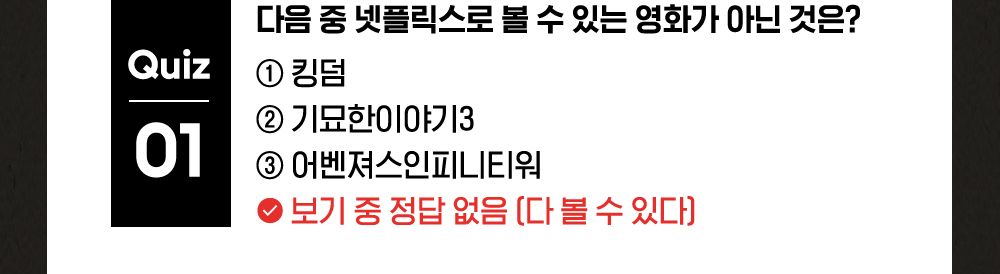 다음 중 넷플릭스로 볼 수 있는 영화가 아닌 것은?
Quiz
01
① 킹덤
② 기묘한이야기3
③ 어벤져스인피니티워
보기 중 정답 없음 (다 볼 수 있다)